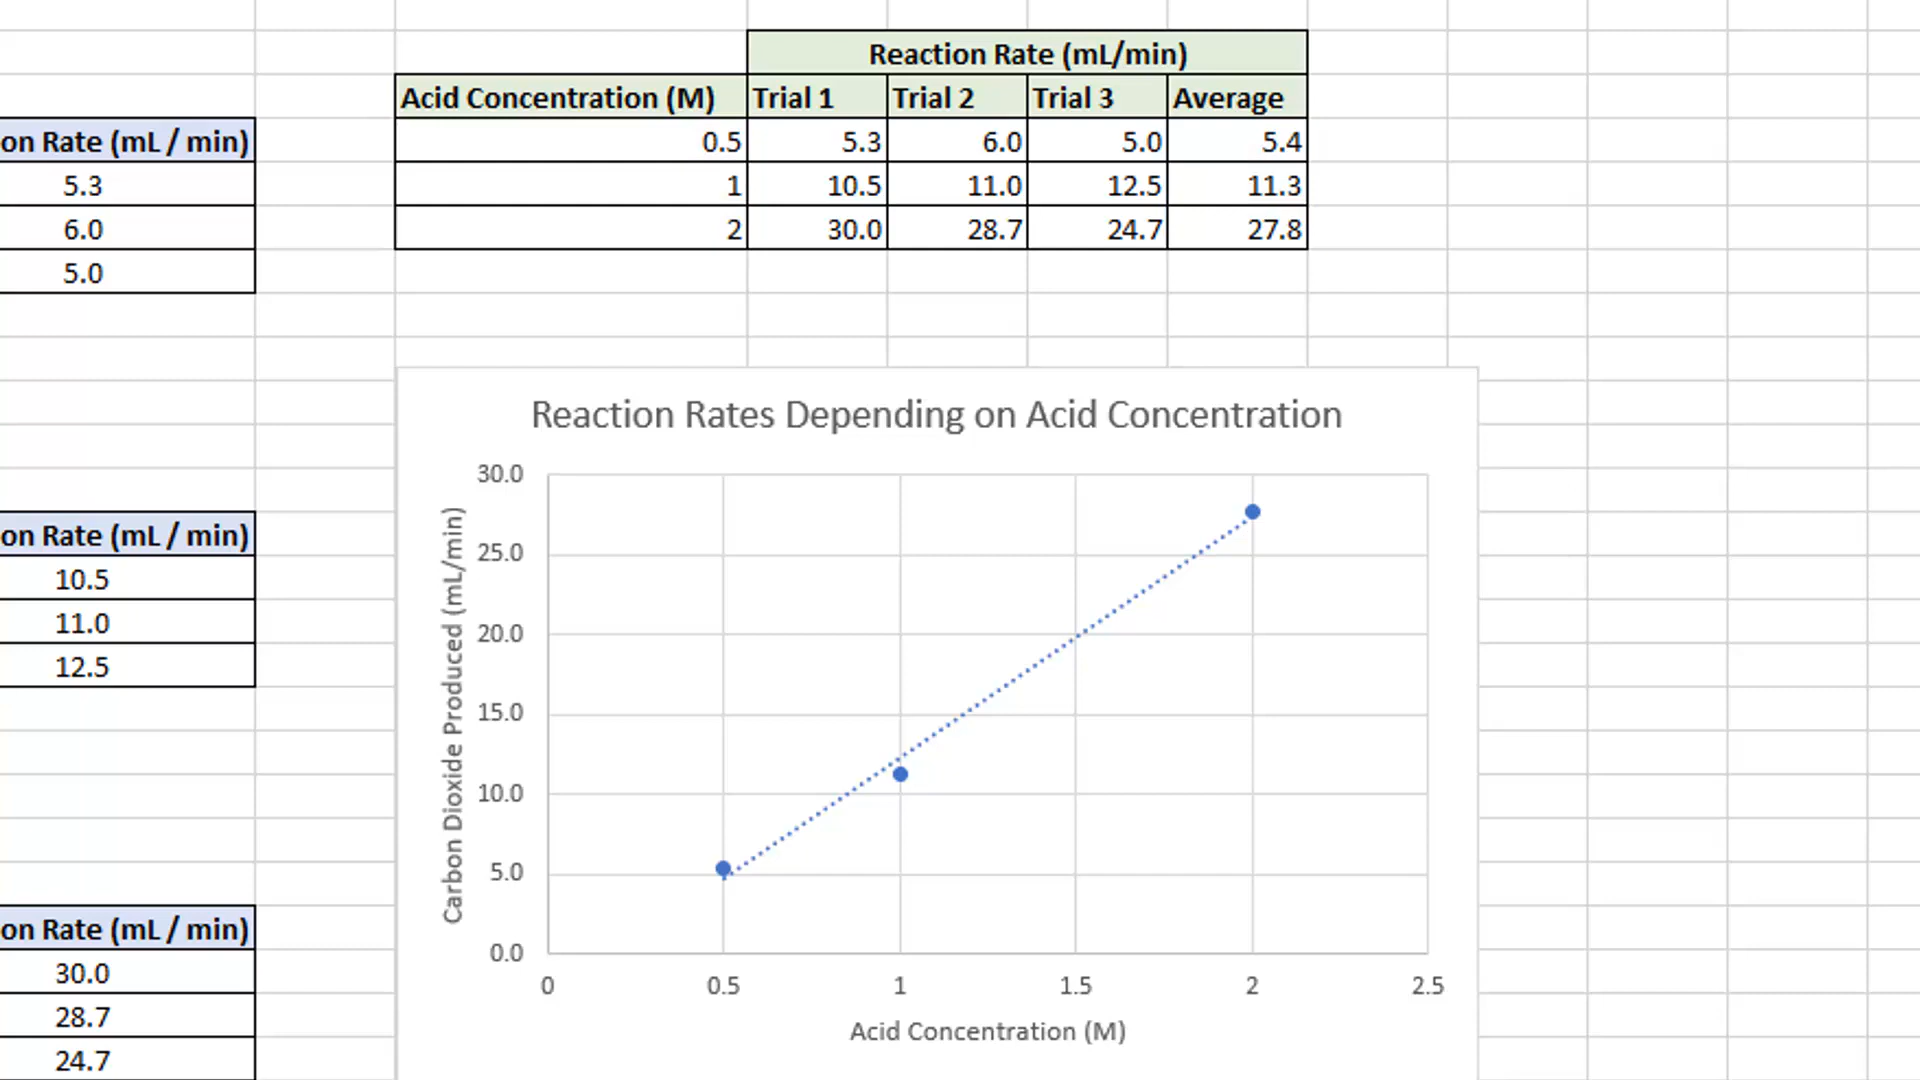 Reaction Rate (mL/min)
Acid Concentration (M) Trial 1 Trial 2 Trial 3 Average
0.5 5.3 6.0 5.0 5.4
1 10.5 11.0 12.5 11.3
2 30.0 28.7 24.7 27.8
on Rate (mL / min)
5.3
6.0
5.0
on Rate (mL / min)
10.5
11.0
12.5
on Rate (mL / min)
30.0
28.7
24.7
Reaction Rates Depending on Acid Concentration
Carbon Dioxide Produced (mL/min)
30.0
25.0
20.0
15.0
10.0
5.0
0.0
0 0.5 1 1.5 2 2.5
Acid Concentration (M)